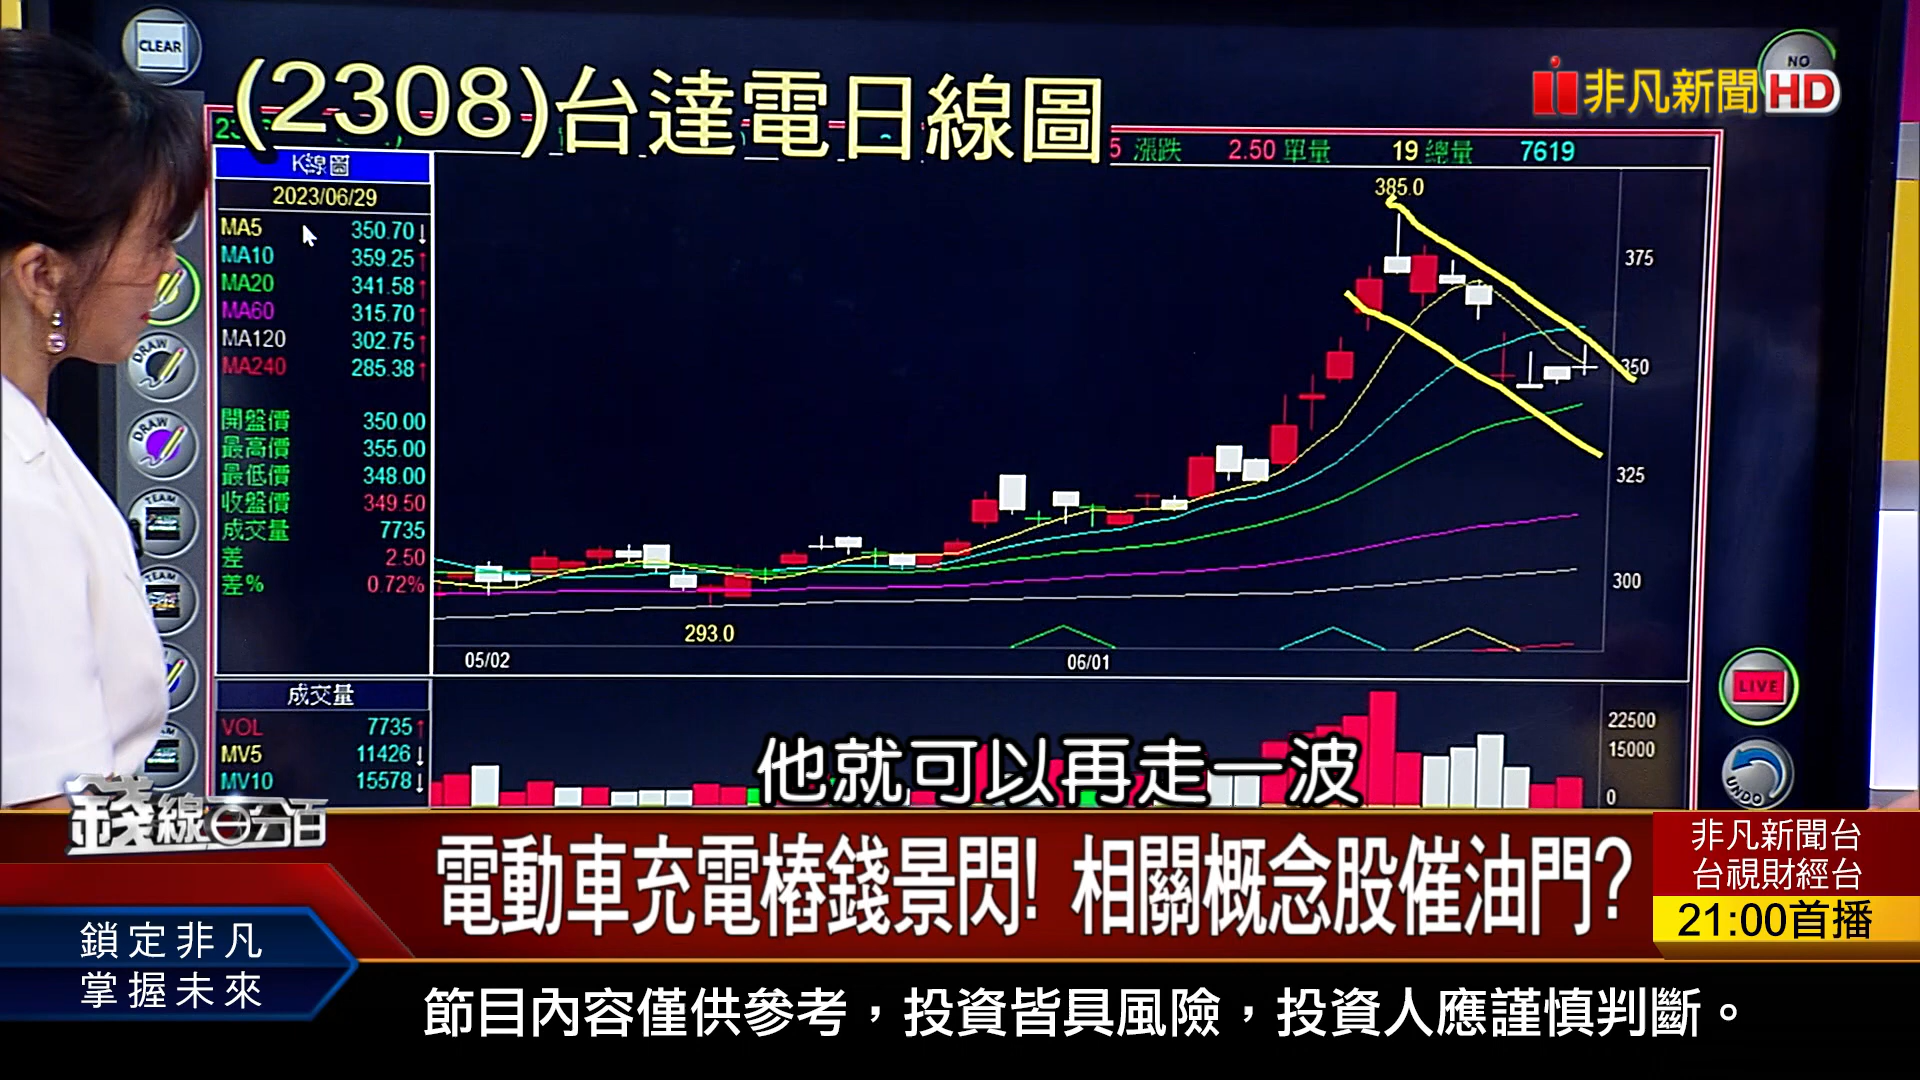 CLEAR
(2308)台達電日線圖
NO
非凡新聞HD
5 漲跌 2.50 單量 19 總量 7619
K線圖
2023/06/29
MA5 350.70↓
MA10 359.25↑
MA20 341.58↑
MA60 315.70↑
MA120 302.75↑
MA240 285.38↑
開盤價 350.00
最高價 355.00
最低價 348.00
收盤價 349.50
成交量 7735
差 2.50
差% 0.72%
385.0
375
350
325
300
293.0
05/02
06/01
DRAW
DRAW
TEAM
TEAM
成交量
VOL 7735↑
MV5 11426↓
MV10 15578↓
22500
15000
0
LIVE
UNDO
他就可以再走一波
錢線百分百
電動車充電樁錢景閃! 相關概念股催油門?
非凡新聞台
台視財經台
21:00首播
鎖定非凡
掌握未來
節目內容僅供參考，投資皆具風險，投資人應謹慎判斷。